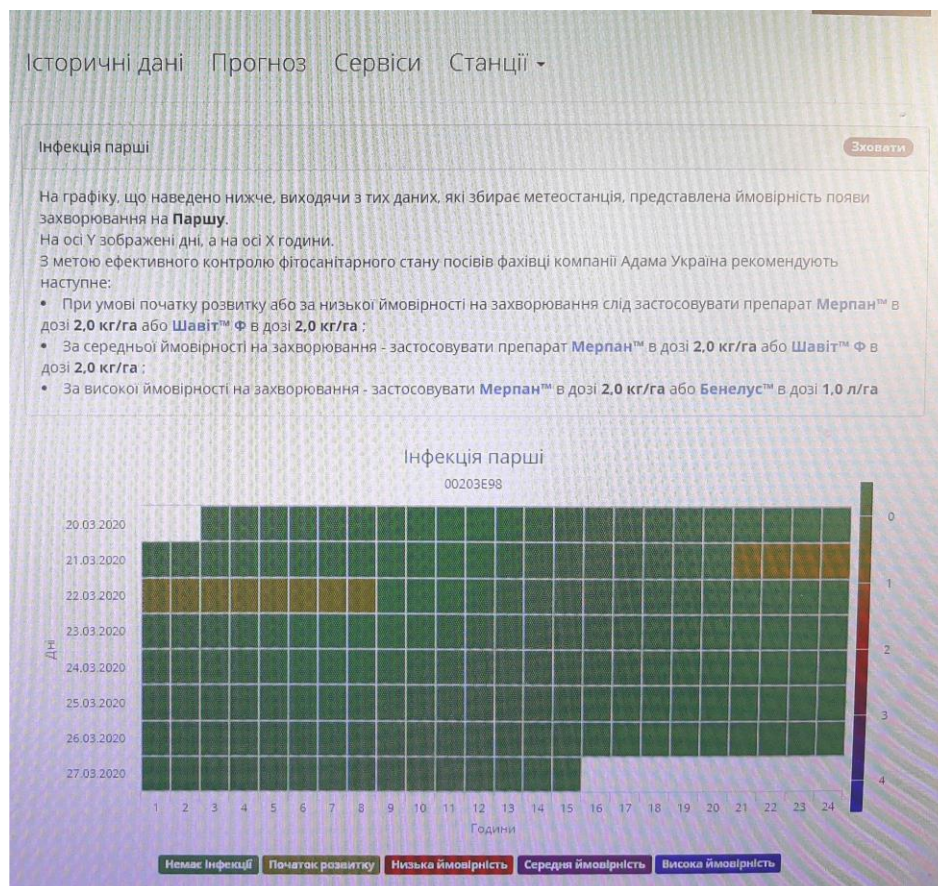 Історичні дані Прогноз Сервіси Станції
Інфекція парші
Зховати
На графіку, що наведено нижче, виходячи з тих даних, які збирає метеостанція, представлена ймовірність появи
захворювання на Паршу.
На осі Y зображені дні, а на осі X години.
З метою ефективного контролю фітосанітарного стану посівів фахівці компанії Адама Україна рекомендують
наступне:
• При умові початку розвитку або за низької ймовірності на захворювання слід застосовувати препарат Мерпан™ в
дозі 2,0 кг/га або Шавіт™ Ф в дозі 2,0 кг/га ;
• За середньої ймовірності на захворювання - застосовувати препарат Мерпан™ в дозі 2,0 кг/га або Шавіт™ Ф в
дозі 2,0 кг/га ;
• За високої ймовірності на захворювання - застосовувати Мерпан™ в дозі 2,0 кг/га або Бенелус™ в дозі 1,0 л/га
Інфекція парші
00203E98
Дні
20.03.2020
21.03.2020
22.03.2020
23.03.2020
24.03.2020
25.03.2020
26.03.2020
27.03.2020
0
1
2
3
4
1 2 3 4 5 6 7 8 9 10 11 12 13 14 15 16 17 18 19 20 21 22 23 24
Години
Немає Інфекції Початок розвитку Низька ймовірність Середня ймовірність Висока ймовірність